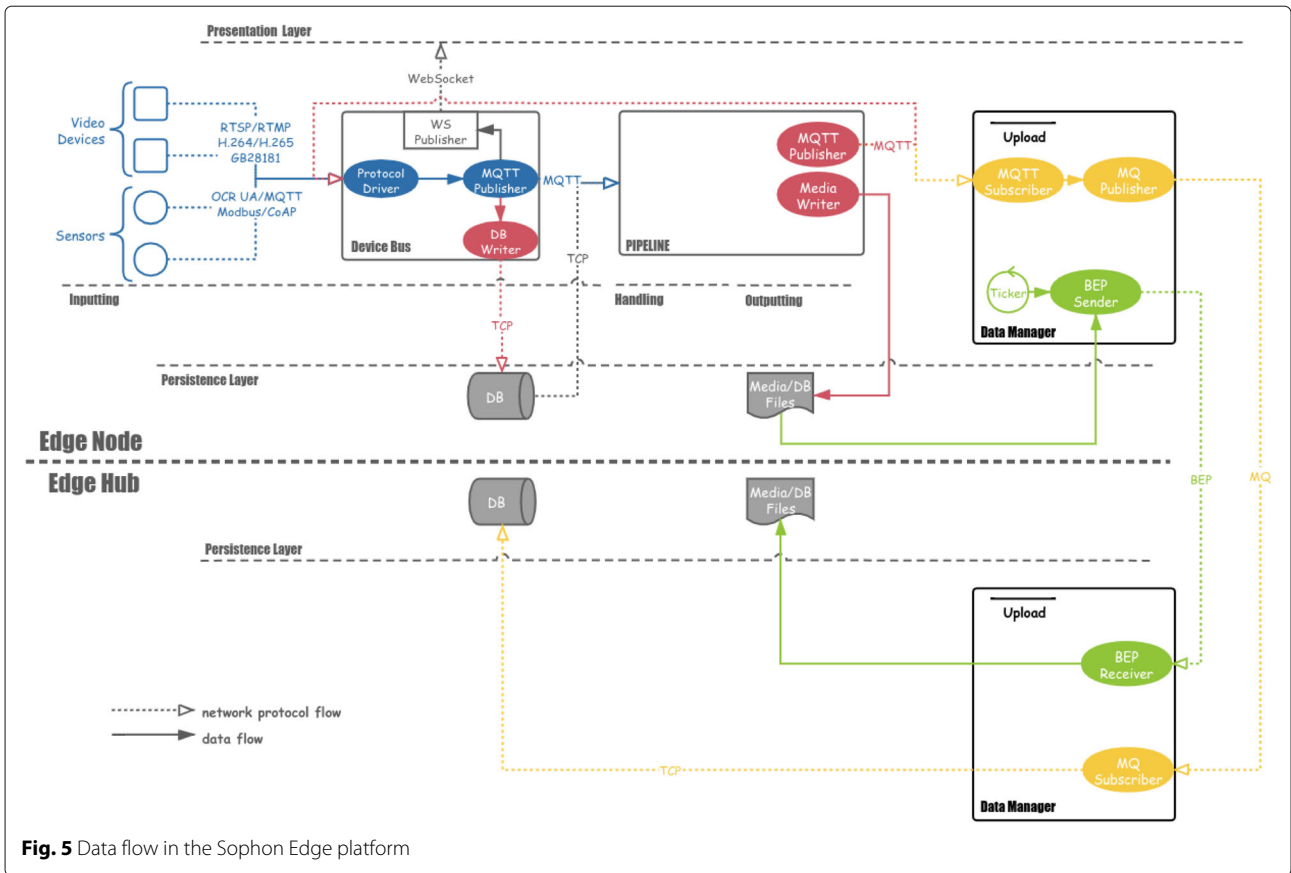 Presentation Layer
WebSocket
Video
Devices
RTSP/RTMP
H.264/H.265
GB28181
OCR UA/MQTT
Modbus/CoAP
Sensors
WS
Publisher
Protocol
Driver
MQTT
Publisher
DB
Writer
Device Bus
MQTT
TCP
TCP
MQTT
Publisher
Media
Writer
PIPELINE
MQTT
Upload
MQTT
Subscriber
MQ
Publisher
Ticker
BEP
Sender
Data Manager
Inputting
Handling
Outputting
Persistence Layer
DB
Media/DB
Files
Edge Node
Edge Hub
DB
Media/DB
Files
BEP
MQ
Persistence Layer
Upload
BEP
Receiver
MQ
Subscriber
Data Manager
TCP
network protocol flow
data flow
Fig. 5 Data flow in the Sophon Edge platform